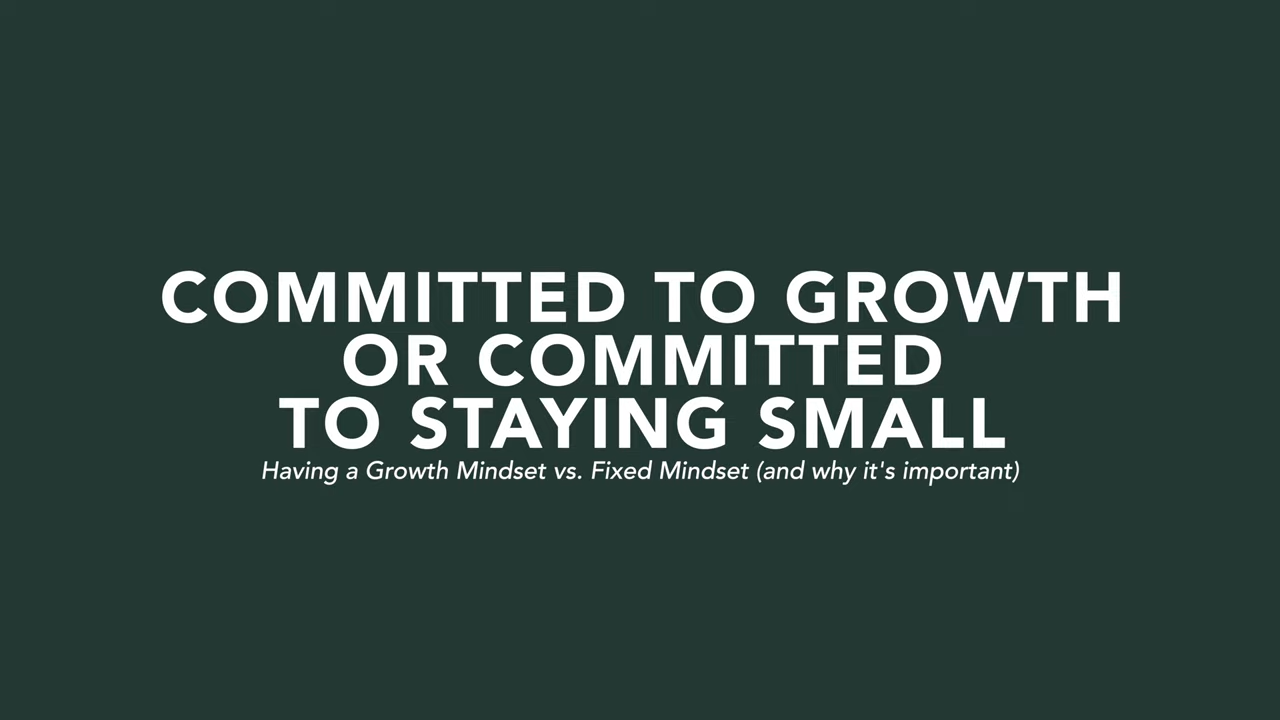 COMMITTED TO GROWTH
OR COMMITTED
TO STAYING SMALL
Having a Growth Mindset vs. Fixed Mindset (and why it's important)